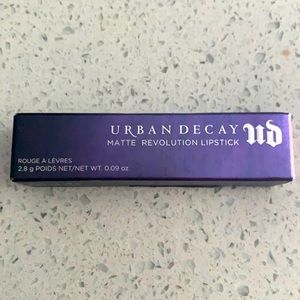 URBAN DECAY UD
MATTE REVOLUTION LIPSTICK
ROUGE À LÈVRES
2.8 g POIDS NET/NET WT. 0.09 oz